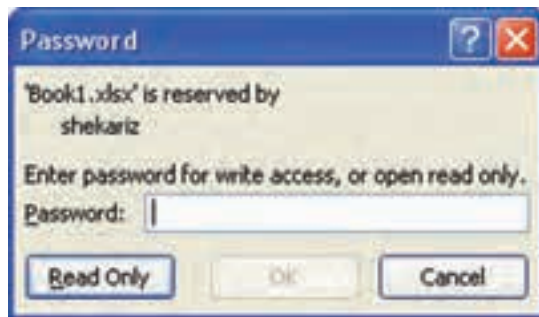 Password
?
'Book1.xlsx' is reserved by
shekariz
Enter password for write access, or open read only.
Password:
Read Only OK Cancel